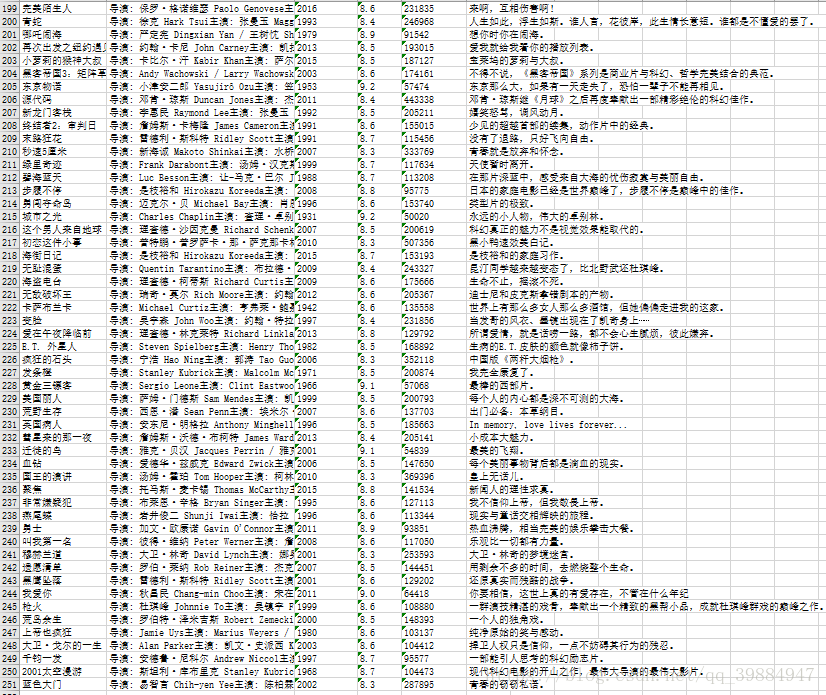 199 完美陌生人 导演: 保罗·格诺维瑟 Paolo Genovese主 2016 8.6 231835 来啊，互相伤害啊！
200 青蛇 导演: 徐克 Hark Tsui主演: 张曼玉 Magg 1993 8.4 246968 人生如此，浮生如斯。谁人言，花彼岸，此生情长意短。谁都是不懂爱的罢了。
201 哪吒闹海 导演: 严定宪 Dingxian Yan / 王树忱 Sh 1979 8.9 91542 想你时你在闹海。
202 再次出发之纽约遇 导演: 约翰·卡尼 John Carney主演: 凯拉 2013 8.5 193015 爱我就给我看你的播放列表。
203 小萝莉的猴神大叔 导演: 卡比尔·汗 Kabir Khan主演: 萨尔 2015 8.5 187127 宝莱坞的萝莉与大叔。
204 黑客帝国3：矩阵革 导演: Andy Wachowski / Larry Wachowsk 2003 8.6 174161 不得不说，《黑客帝国》系列是商业片与科幻、哲学完美结合的典范。
205 东京物语 导演: 小津安二郎 Yasujirô Ozu主演: 笠 1953 9.2 57474 东京那么大，如果有一天走失了，恐怕一辈子不能再相见。
206 源代码 导演: 邓肯·琼斯 Duncan Jones主演: 杰 2011 8.4 443338 邓肯·琼斯继《月球》之后再度奉献出一部精彩绝伦的科幻佳作。
207 新龙门客栈 导演: 李惠民 Raymond Lee主演: 张曼玉 1992 8.5 205211 嬉笑怒骂，调风动月。
208 终结者2：审判日 导演: 詹姆斯·卡梅隆 James Cameron主演 1991 8.6 155015 少见的超越首部的续集，动作片中的经典。
209 末路狂花 导演: 雷德利·斯科特 Ridley Scott主演 1991 8.7 115456 没有了退路，只好飞向自由。
210 秒速5厘米 导演: 新海诚 Makoto Shinkai主演: 水桥 2007 8.3 333769 青春就是放弃和怀念。
211 绿里奇迹 导演: Frank Darabont主演: 汤姆·汉克 1999 8.7 117634 天使暂时离开。
212 碧海蓝天 导演: Luc Besson主演: 让-马克·巴尔 J 1988 8.7 113208 在那片深蓝中，感受来自大海的忧伤寂寞与美丽自由。
213 步履不停 导演: 是枝裕和 Hirokazu Koreeda主演: 2008 8.8 95775 日本的家庭电影已经是世界巅峰了，步履不停是巅峰中的佳作。
214 勇闯夺命岛 导演: 迈克尔·贝 Michael Bay主演: 肖恩 1996 8.6 153740 类型片的极致。
215 城市之光 导演: Charles Chaplin主演: 查理·卓别 1931 9.2 50020 永远的小人物，伟大的卓别林。
216 这个男人来自地球 导演: 理查德·沙因克曼 Richard Schenk 2007 8.5 200619 科幻真正的魅力不是视觉效果能取代的。
217 初恋这件小事 导演: 普特鹏·普罗萨卡·那·萨克那卡林 2010 8.3 507356 黑小鸭速效美白记。
218 海街日记 导演: 是枝裕和 Hirokazu Koreeda主演: 2015 8.7 153193 是枝裕和的家庭习作。
219 无耻混蛋 导演: Quentin Tarantino主演: 布拉德· 2009 8.4 243327 昆汀同学越来越变态了，比北野武还杜琪峰。
220 海盗电台 导演: 理查德·柯蒂斯 Richard Curtis主 2009 8.6 175666 生命不止，摇滚不死。
221 无敌破坏王 导演: 瑞奇·莫尔 Rich Moore主演: 约翰 2012 8.6 205367 迪士尼和皮克斯拿错剧本的产物。
222 卡萨布兰卡 导演: Michael Curtiz主演: 亨弗莱·鲍嘉 1942 8.6 135558 世界上有那么多女人那么多酒馆，但她偏偏走进我的这家。
223 变脸 导演: 吴宇森 John Woo主演: 约翰·特拉 1997 8.4 231856 当发哥的风衣、墨镜出现在了凯奇身上⋯⋯
224 爱在午夜降临前 导演: 理查德·林克莱特 Richard Linkla 2013 8.8 129792 所谓爱情，就是话唠一路，都不会心生腻烦，彼此嫌弃。
225 E.T. 外星人 导演: Steven Spielberg主演: Henry Tho 1982 8.5 168892 生病的E.T.皮肤的颜色就像柿子饼。
226 疯狂的石头 导演: 宁浩 Hao Ning主演: 郭涛 Tao Guo 2006 8.3 352118 中国版《两杆大烟枪》。
227 发条橙 导演: Stanley Kubrick主演: Malcolm Mc 1971 8.5 200874 我完全康复了。
228 黄金三镖客 导演: Sergio Leone主演: Clint Eastwoo 1966 9.1 57068 最棒的西部片。
229 美国丽人 导演: 萨姆·门德斯 Sam Mendes主演: 凯 1999 8.5 200793 每个人的内心都是深不可测的大海。
230 荒野生存 导演: 西恩·潘 Sean Penn主演: 埃米尔· 2007 8.6 137703 出门必备：本草纲目。
231 英国病人 导演: 安东尼·明格拉 Anthony Minghell 1996 8.5 185663 In memory, love lives forever...
232 彗星来的那一夜 导演: 詹姆斯·沃德·布柯特 James Ward 2013 8.4 205141 小成本大魅力。
233 迁徙的鸟 导演: 雅克·贝汉 Jacques Perrin / 雅克 2001 9.1 54839 最美的飞翔。
234 血钻 导演: 爱德华·兹威克 Edward Zwick主演 2006 8.5 147650 每个美丽事物背后都是滴血的现实。
235 国王的演讲 导演: 汤姆·霍珀 Tom Hooper主演: 柯林 2010 8.3 369396 皇上无话儿。
236 聚焦 导演: 托马斯·麦卡锡 Thomas McCarthy主 2015 8.8 141534 新闻人的理性求真。
237 非常嫌疑犯 导演: 布莱恩·辛格 Bryan Singer主演: 1995 8.6 127113 我不信仰上帝，但我敬畏上帝。
238 燕尾蝶 导演: 岩井俊二 Shunji Iwai主演: 恰拉 1996 8.6 113344 现实与童话交相辉映的旅程。
239 勇士 导演: 加文·欧康诺 Gavin O'Connor主演 2011 8.9 93851 热血沸腾，相当完美的娱乐拳击大餐。
240 叫我第一名 导演: 彼得·维纳 Peter Werner主演: 詹 2008 8.6 117050 乐观比一切都有力量。
241 穆赫兰道 导演: 大卫·林奇 David Lynch主演: 娜奥 2001 8.3 253593 大卫·林奇的梦境迷宫。
242 遗愿清单 导演: 罗伯·莱纳 Rob Reiner主演: 杰克 2007 8.5 144451 用剩余不多的时间，去燃烧整个生命。
243 黑鹰坠落 导演: 雷德利·斯科特 Ridley Scott主演 2001 8.6 129202 还原真实而残酷的战争。
244 我爱你 导演: 秋昌民 Chang-min Choo主演: 宋在 2011 9.0 64418 你要相信，这世上真的有爱存在，不管在什么年纪
245 枪火 导演: 杜琪峰 Johnnie To主演: 吴镇宇 F 1999 8.6 108880 一群演技精湛的戏骨，奉献出一个精致的黑帮小品，成就杜琪峰群戏的巅峰之作。
246 荒岛余生 导演: 罗伯特·泽米吉斯 Robert Zemecki 2000 8.5 148393 一个人的独角戏。
247 上帝也疯狂 导演: Jamie Uys主演: Marius Weyers / 1980 8.6 103137 纯净原始的笑与感动。
248 大卫·戈尔的一生 导演: Alan Parker主演: 凯文·史派西 K 2003 8.6 104412 捍卫人权只是信仰，一点不妨碍其行为的残忍。
249 千钧一发 导演: 安德鲁·尼科尔 Andrew Niccol主演 1997 8.7 95577 一部能引人思考的科幻励志片。
250 2001太空漫游 导演: 斯坦利·库布里克 Stanley Kubric 1968 8.7 104473 现代科幻电影的开山之作，最伟大导演的最伟大影片。
251 蓝色大门 导演: 易智言 Chih-yen Yee主演: 陈柏霖 2002 8.3 287895 青春的窃窃私语。